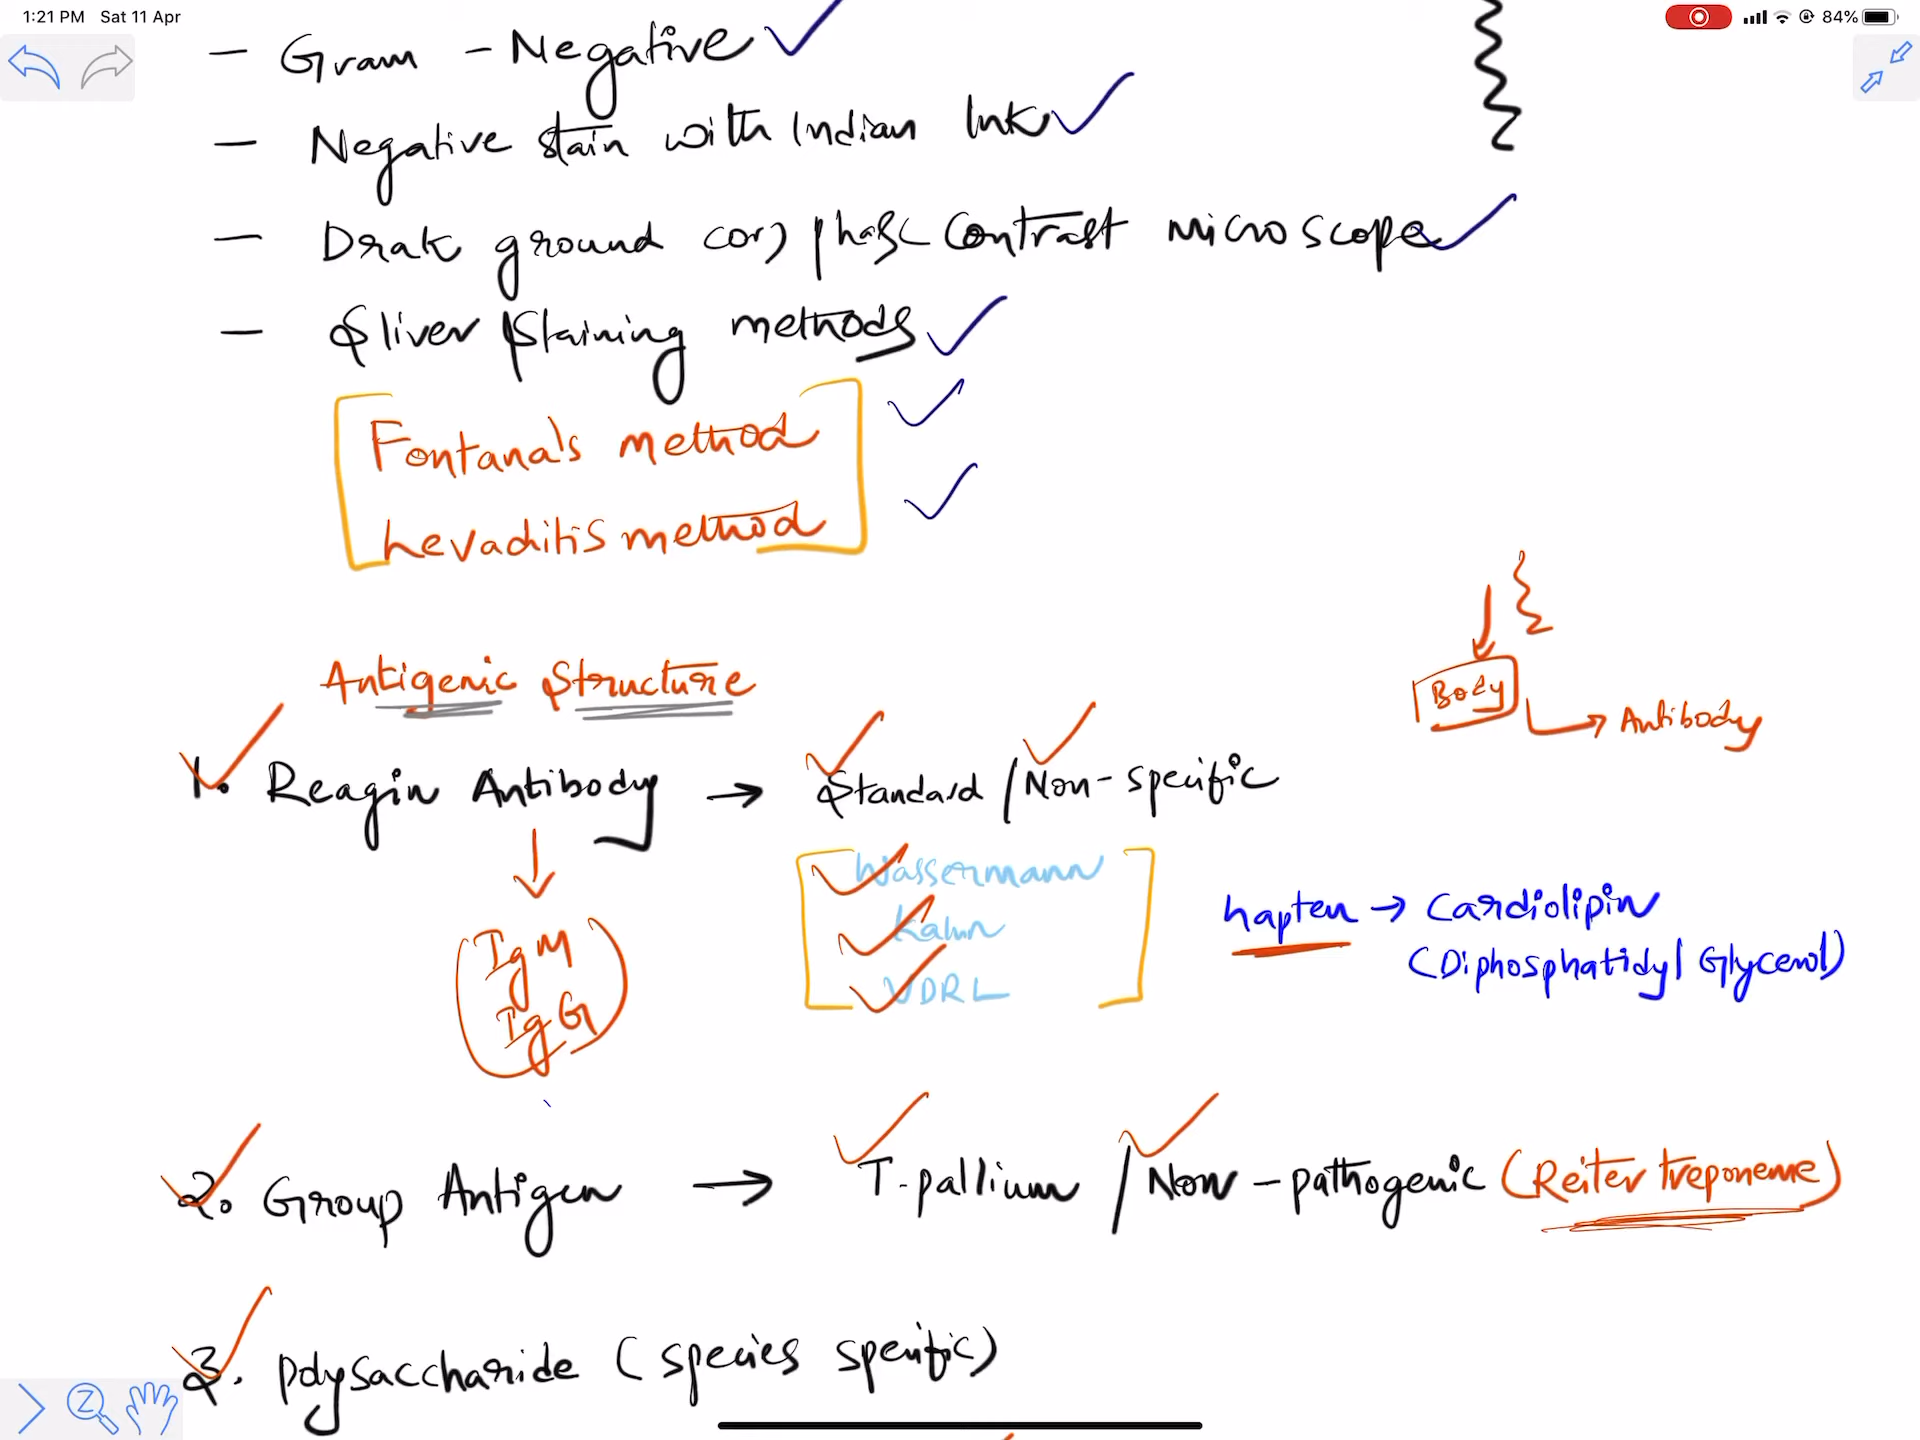 1:21 PM Sat 11 Apr
84%
- Gram - Negative
- Negative stain with Indian Ink
- Drak ground (or) phase contrast microscope
- Sliver staining methods
Fontana's method
Levaditis method
Body
Antibody
Antigenic Structure
1. Reagin Antibody → Standard / Non-specific
IgM
IgG
Wassermann
Kahn
VDRL
hapten → Cardiolipin
(Diphosphatidyl Glycerol)
2. Group Antigen → T. pallium / Non-pathogenic (Reiter treponeme)
3. Polysaccharide (species specific)